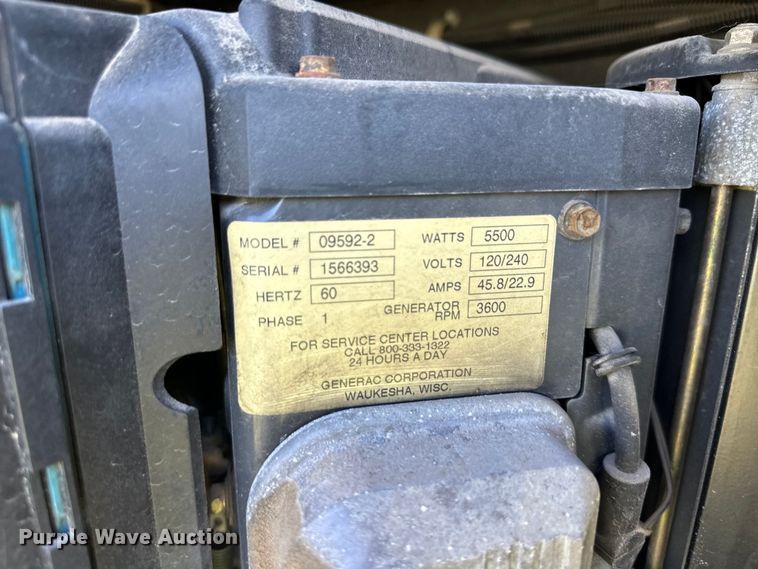 MODEL # 09592-2 WATTS 5500
SERIAL # 1566393 VOLTS 120/240
HERTZ 60 AMPS 45.8/22.9
PHASE 1 GENERATOR RPM 3600
FOR SERVICE CENTER LOCATIONS
CALL 800-333-1322
24 HOURS A DAY
GENERAC CORPORATION
WAUKESHA, WISC.
Purple Wave Auction